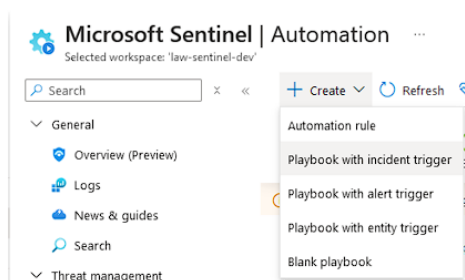 Microsoft Sentinel | Automation ...
Selected workspace: 'law-sentinel-dev'
Search
Create
Refresh
General
Overview (Preview)
Logs
News & guides
Search
Threat management
Automation rule
Playbook with incident trigger
Playbook with alert trigger
Playbook with entity trigger
Blank playbook